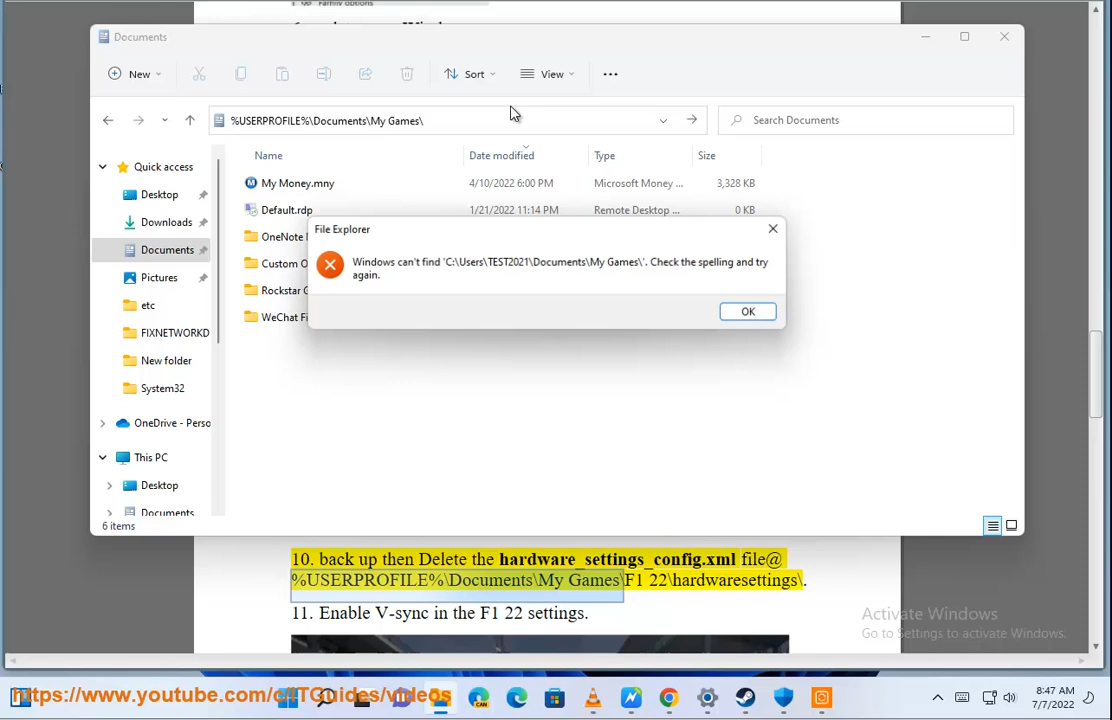 Family options
Documents
New
Sort
View
%USERPROFILE%\Documents\My Games\
Search Documents
Name
Date modified
Type
Size
Quick access
Desktop
Downloads
Documents
Pictures
etc
FIXNETWORKD
New folder
System32
OneDrive - Perso
This PC
Desktop
Documents
My Money.mny 4/10/2022 6:00 PM Microsoft Money ... 3,328 KB
Default.rdp 1/21/2022 11:14 PM Remote Desktop ... 0 KB
OneNote
Custom O
Rockstar G
WeChat Fi
File Explorer
Windows can't find 'C:\Users\TEST2021\Documents\My Games\'. Check the spelling and try
again.
OK
6 items
10. back up then Delete the hardware_settings_config.xml file@
%USERPROFILE%\Documents\My Games\F1 22\hardwaresettings\.
11. Enable V-sync in the F1 22 settings.
Activate Windows
Go to Settings to activate Windows.
https://www.youtube.com/c/ITGuides/videos
CAN
8:47 AM
7/7/2022